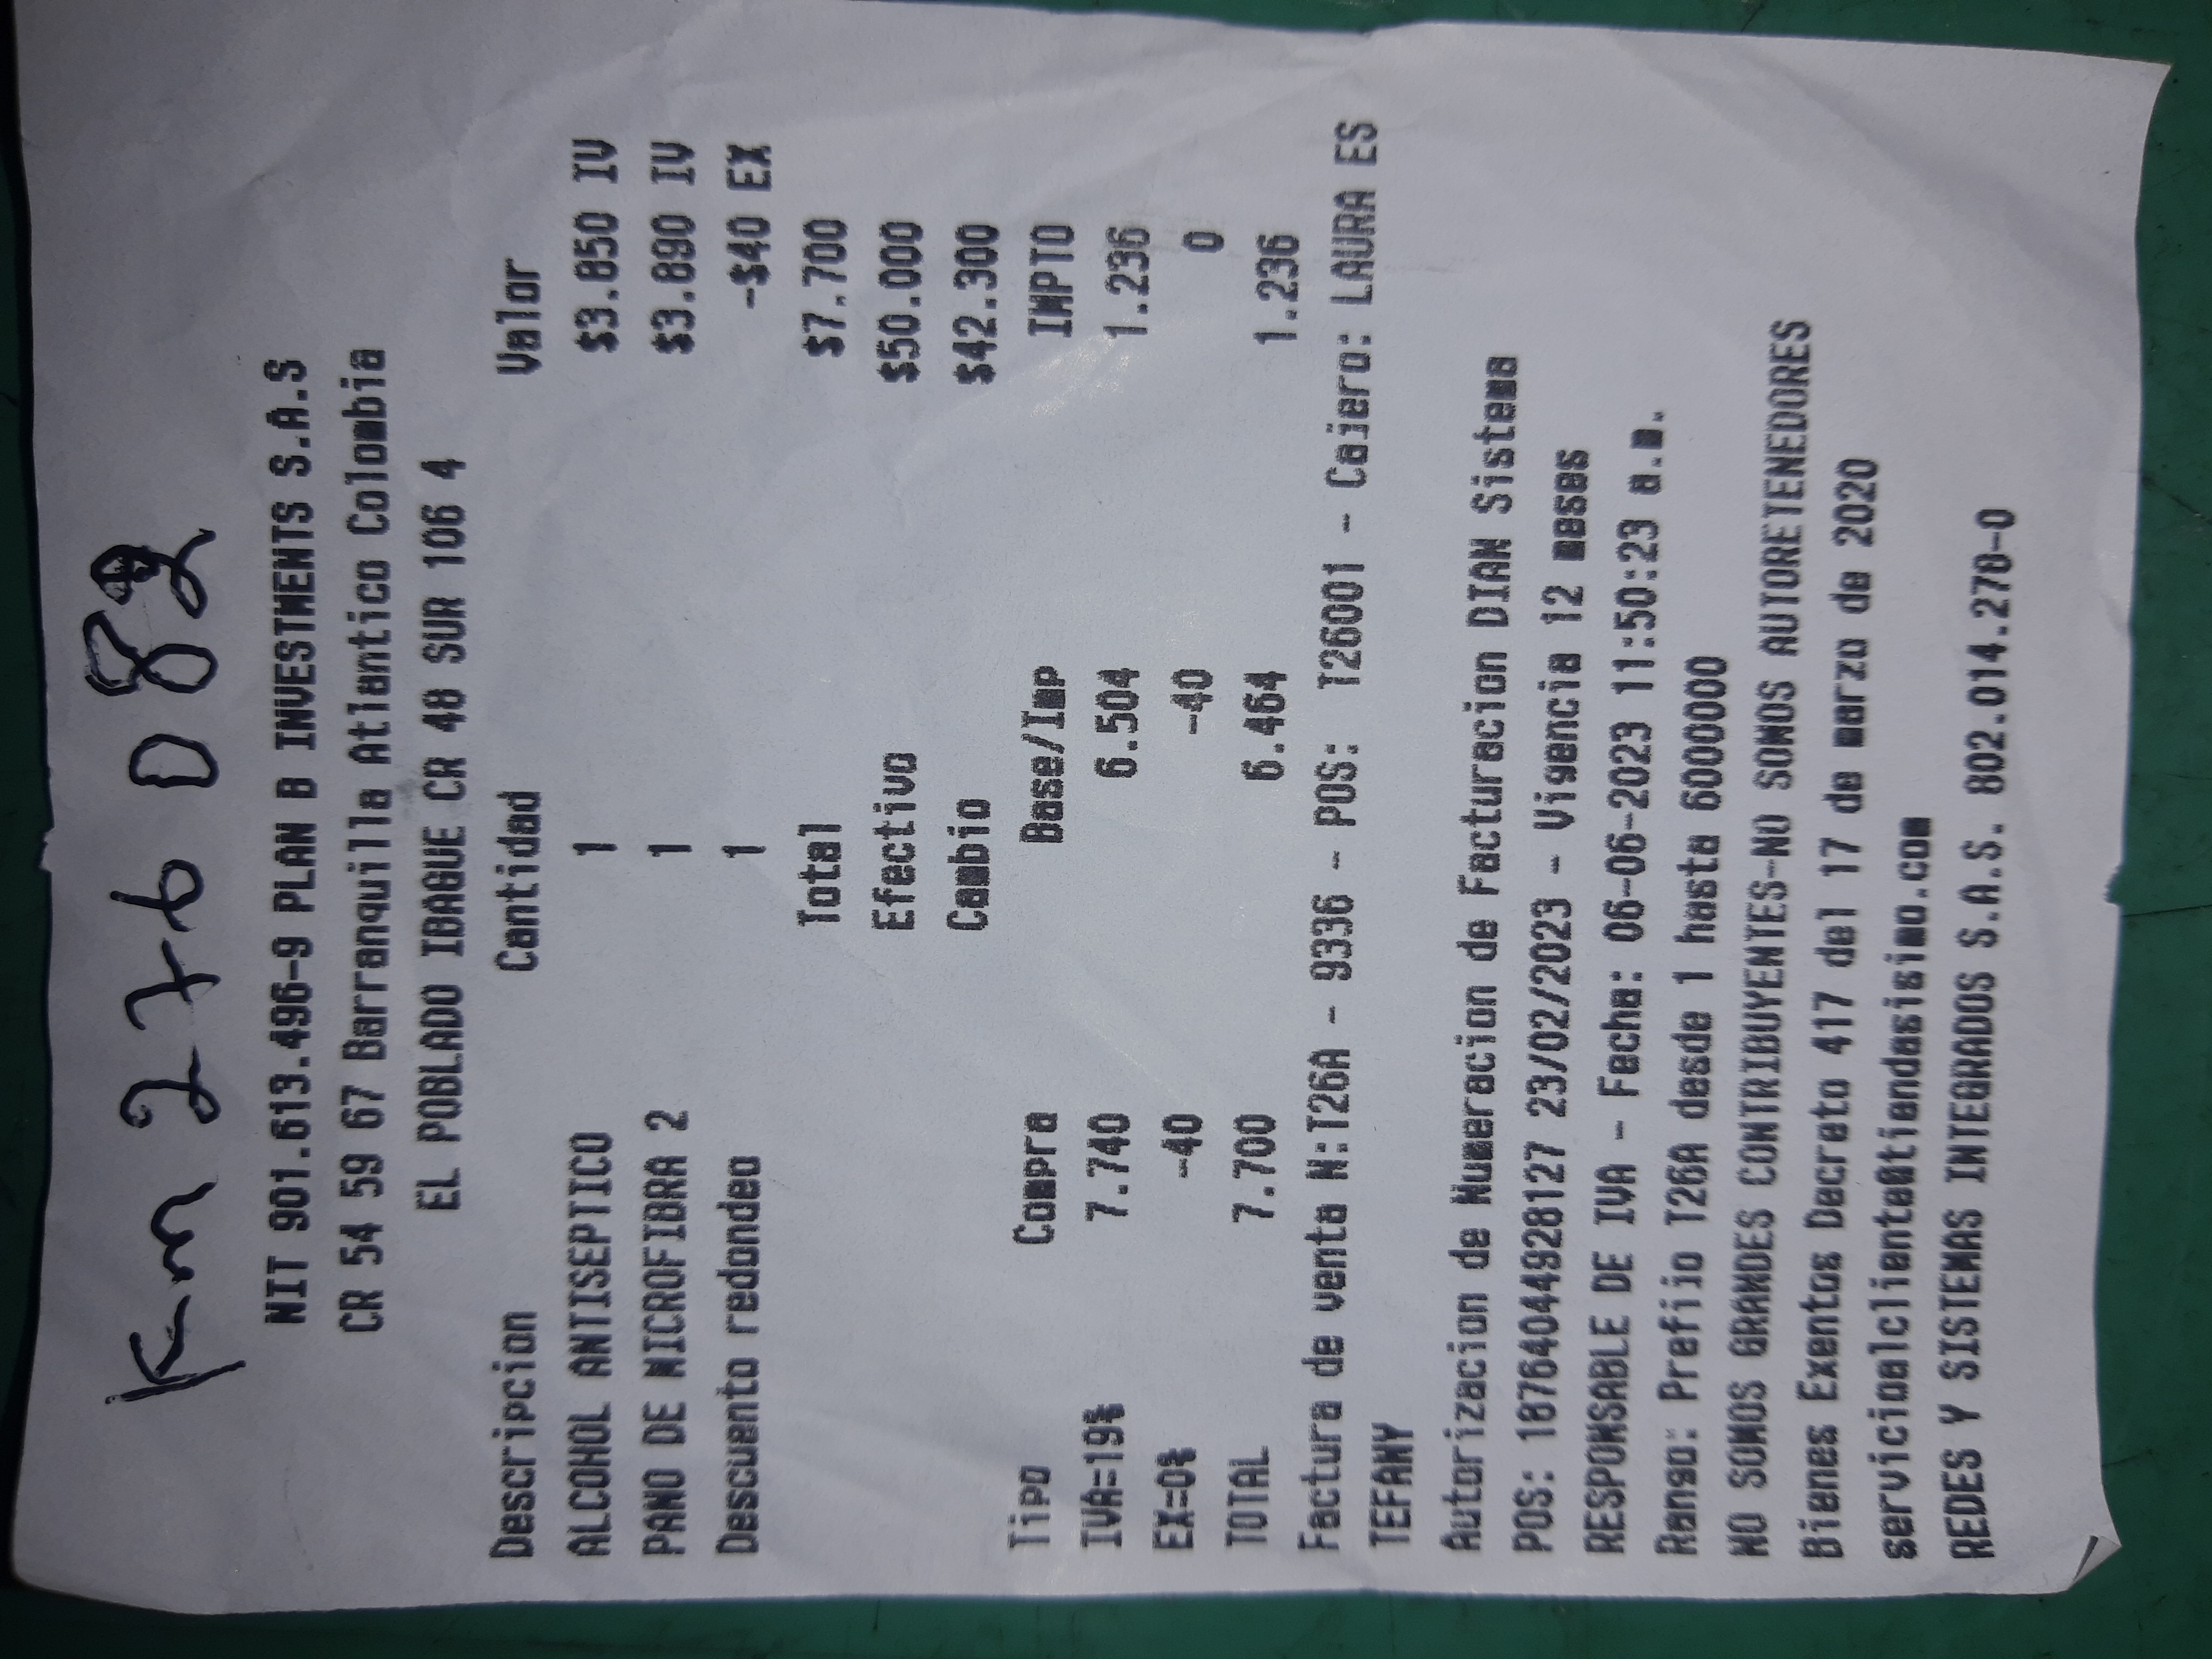 Km 276082
NIT 901.613.496-9 PLAN B INVESTMENTS S.A.S
CR 54 59 67 Barranquilla Atlantico Colombia
EL POBLADO IBAGUE CR 48 SUR 106 4
Descripcion Cantidad Valor
ALCOHOL ANTISEPTICO 1 $3.850 IV
PANO DE MICROFIBRA 2 1 $3.890 IV
Descuento redondeo 1 -$40 EX
Total $7.700
Efectivo $50.000
Cambio $42.300
Tipo Compra Base/Imp IMPTO
IVA=19% 7.740 6.504 1.236
EX=0% -40 -40 0
TOTAL 7.700 6.464 1.236
Factura de venta N:T26A - 9336 - POS: T26001 - Cajero: LAURA ES
TEFANY
Autorizacion de Numeracion de Facturacion DIAN Sistema
POS: 18764044928127 23/02/2023 - Vigencia 12 meses
RESPONSABLE DE IVA - Fecha: 06-06-2023 11:50:23 a.m.
Rango: Prefijo T26A desde 1 hasta 6000000
NO SOMOS GRANDES CONTRIBUYENTES-NO SOMOS AUTORETENEDORES
Bienes Exentos Decreto 417 del 17 de marzo de 2020
servicioalcliente@tiendasisimo.com
REDES Y SISTEMAS INTEGRADOS S.A.S. 802.014.278-0